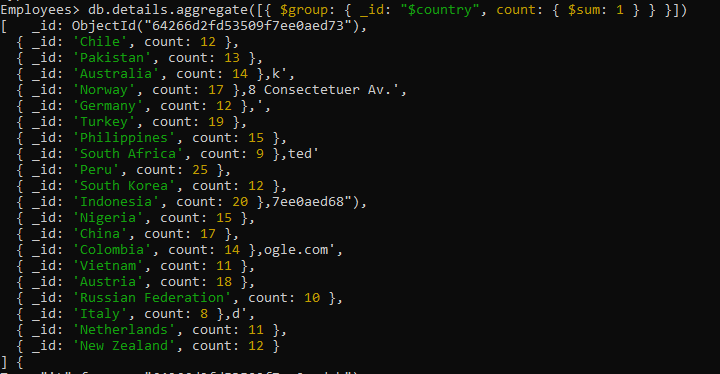 Employees> db.details.aggregate([{ $group: { _id: "$country", count: { $sum: 1 } } }])
[   _id: ObjectId("64266d2fd53509f7ee0aed73"),
  { _id: 'Chile', count: 12 },
  { _id: 'Pakistan', count: 13 },
  { _id: 'Australia', count: 14 },k',
  { _id: 'Norway', count: 17 },8 Consectetuer Av.',
  { _id: 'Germany', count: 12 },',
  { _id: 'Turkey', count: 19 },
  { _id: 'Philippines', count: 15 },
  { _id: 'South Africa', count: 9 },ted'
  { _id: 'Peru', count: 25 },
  { _id: 'South Korea', count: 12 },
  { _id: 'Indonesia', count: 20 },7ee0aed68"),
  { _id: 'Nigeria', count: 15 },
  { _id: 'China', count: 17 },
  { _id: 'Colombia', count: 14 },ogle.com',
  { _id: 'Vietnam', count: 11 },
  { _id: 'Austria', count: 18 },
  { _id: 'Russian Federation', count: 10 },
  { _id: 'Italy', count: 8 },d',
  { _id: 'Netherlands', count: 11 },
  { _id: 'New Zealand', count: 12 }
] {